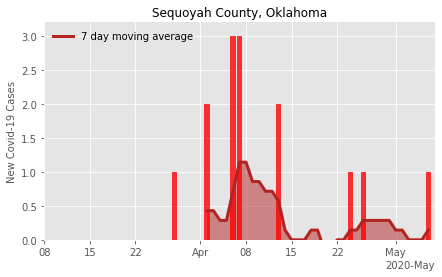 Sequoyah County, Oklahoma
7 day moving average
New Covid-19 Cases
3.0
2.5
2.0
1.5
1.0
0.5
0.0
08 15 22 Apr 08 15 22 May
2020-May